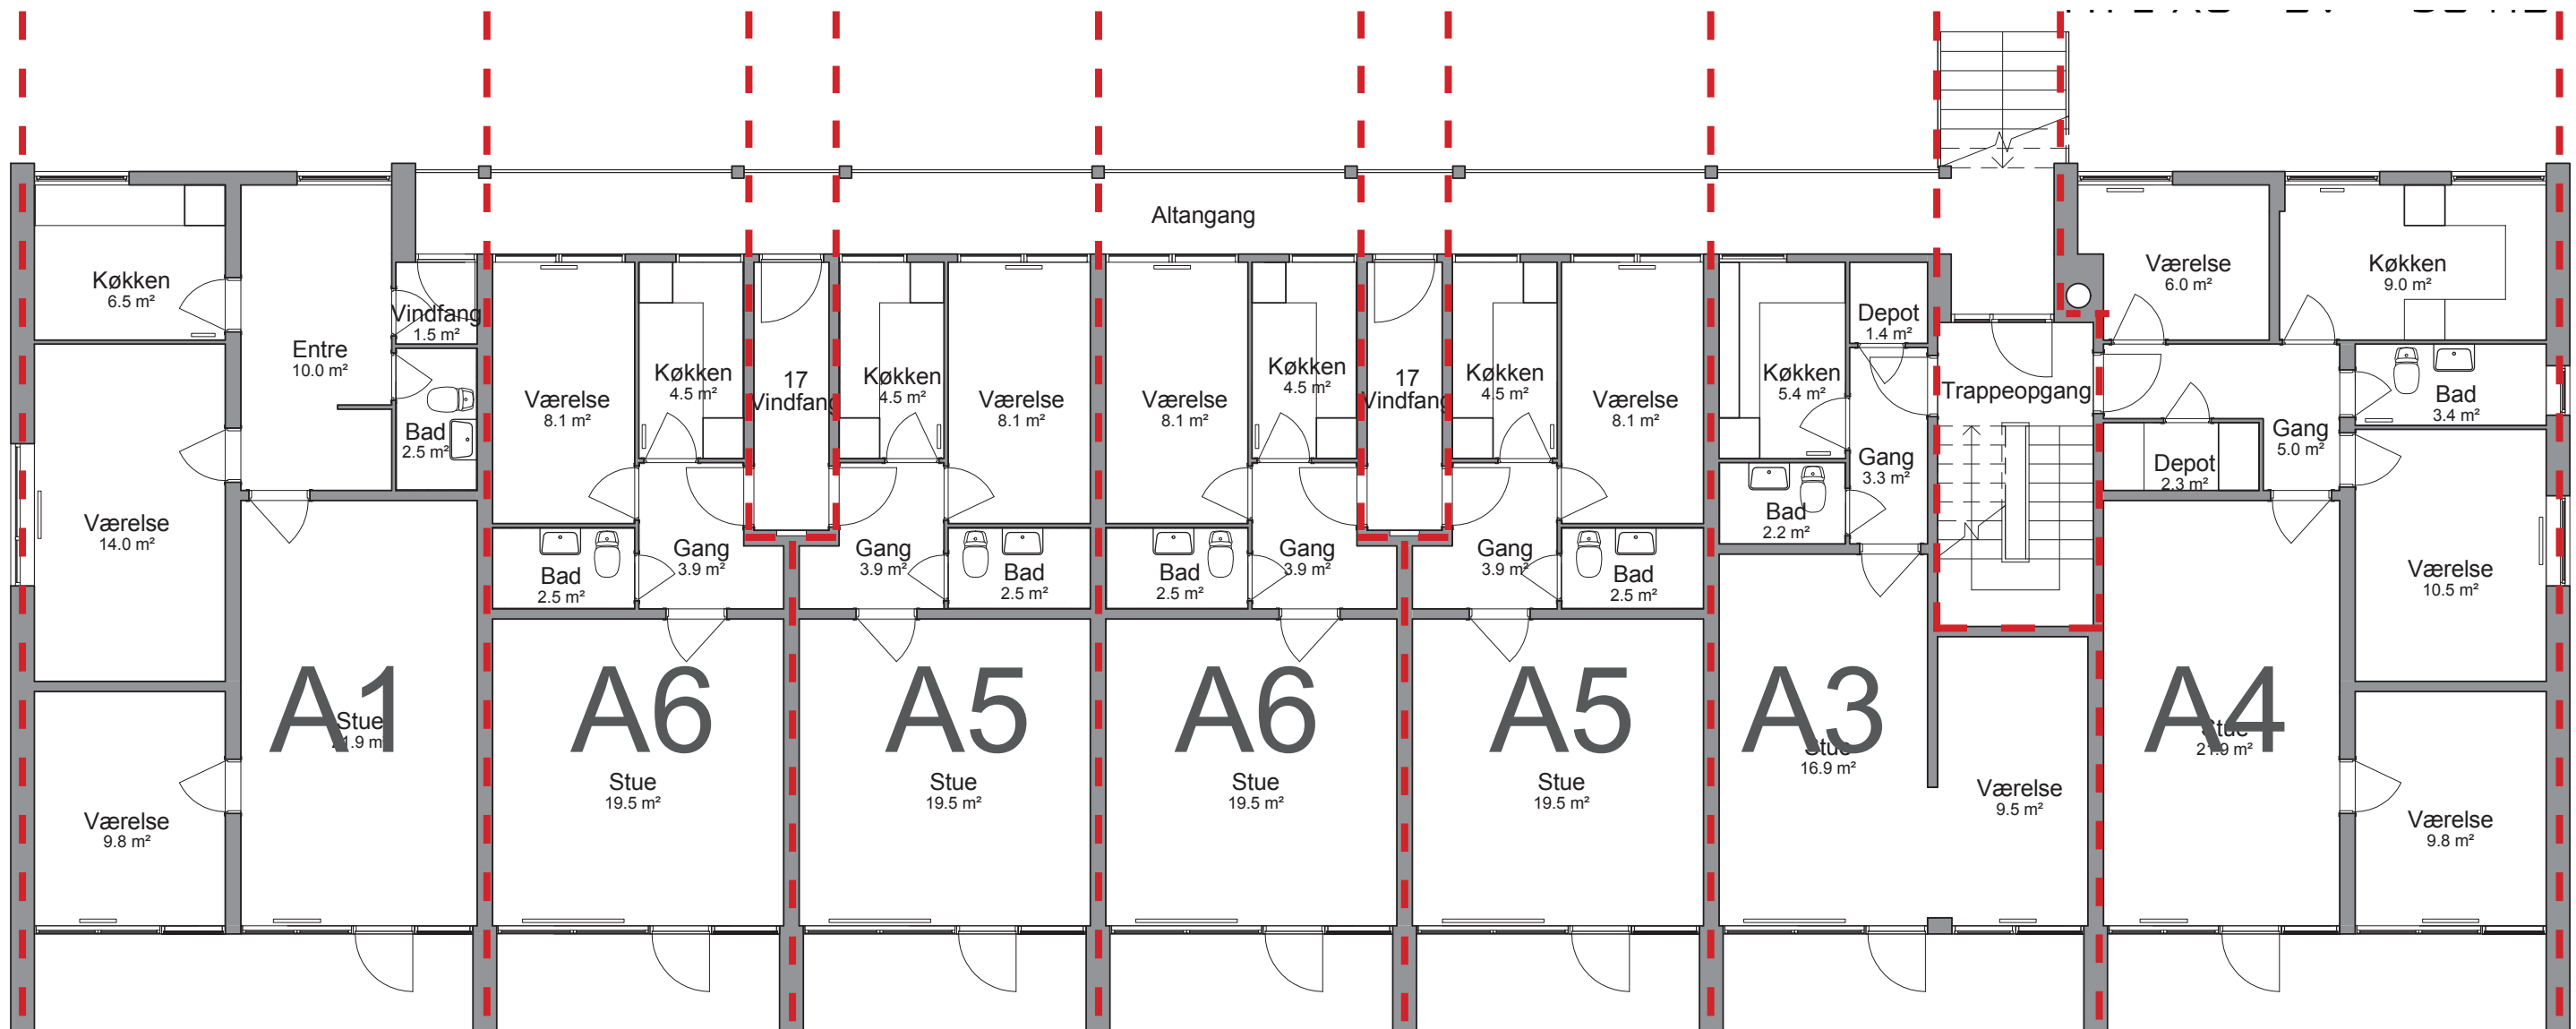 Altangang
Køkken
6.5 m²
Entre
10.0 m²
Vindfang
1.5 m²
Bad
2.5 m²
Værelse
14.0 m²
A1
Stue
21.9 m²
Værelse
9.8 m²
Værelse
8.1 m²
Køkken
4.5 m²
Bad
2.5 m²
Gang
3.9 m²
A6
Stue
19.5 m²
17
Vindfang
Køkken
4.5 m²
Værelse
8.1 m²
Gang
3.9 m²
Bad
2.5 m²
A5
Stue
19.5 m²
Værelse
8.1 m²
Køkken
4.5 m²
Bad
2.5 m²
Gang
3.9 m²
A6
Stue
19.5 m²
17
Vindfang
Køkken
4.5 m²
Værelse
8.1 m²
Gang
3.9 m²
Bad
2.5 m²
A5
Stue
19.5 m²
Køkken
5.4 m²
Depot
1.4 m²
Gang
3.3 m²
Bad
2.2 m²
A3
Stue
16.9 m²
Værelse
9.5 m²
Trappeopgang
Værelse
6.0 m²
Køkken
9.0 m²
Bad
3.4 m²
Gang
5.0 m²
Depot
2.3 m²
Værelse
10.5 m²
A4
Stue
21.9 m²
Værelse
9.8 m²